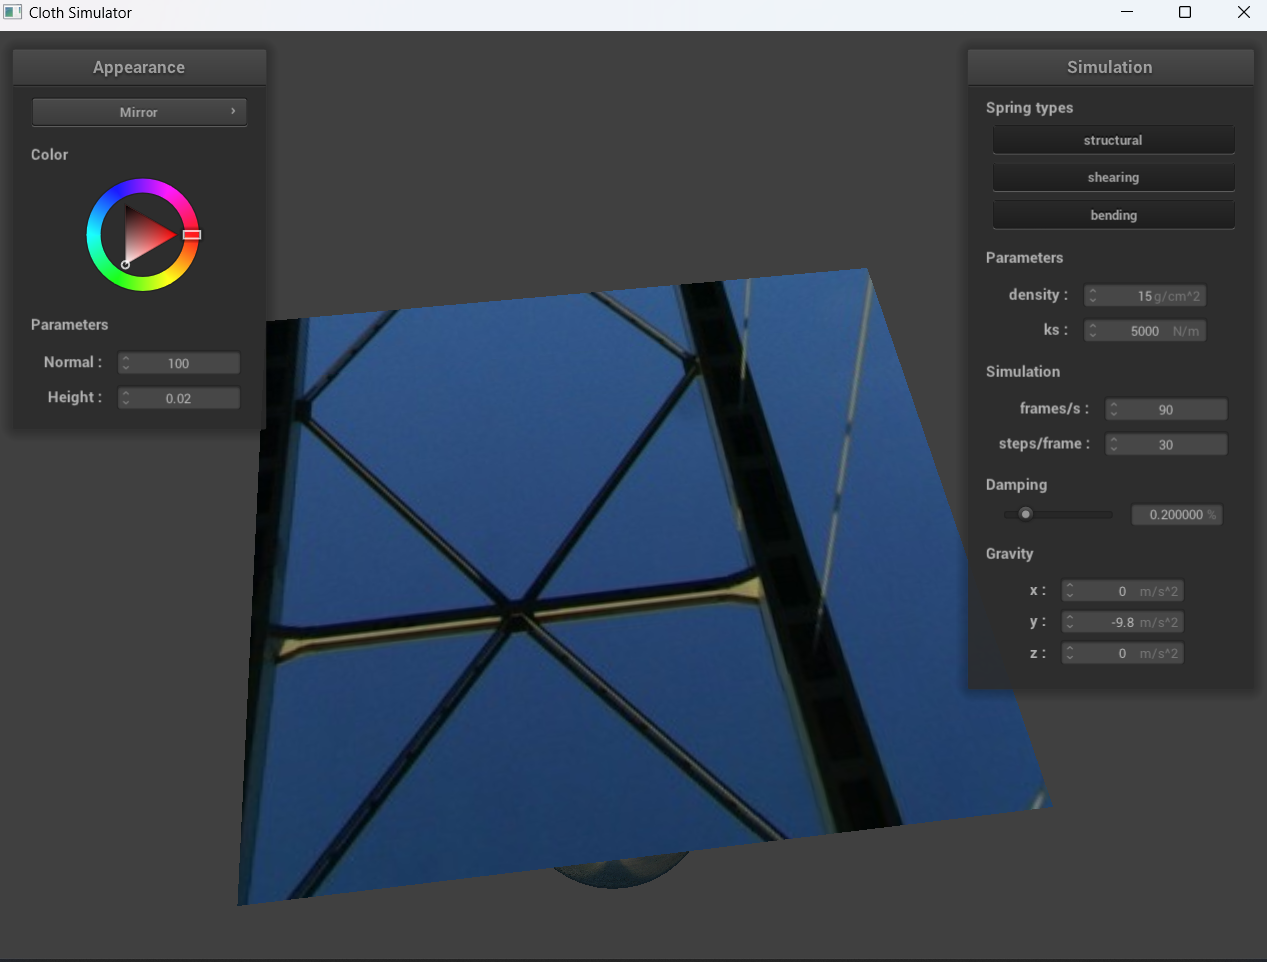 Cloth Simulator
Appearance
Mirror
Color
Parameters
Normal : 100
Height : 0.02
Simulation
Spring types
structural
shearing
bending
Parameters
density : 15 g/cm^2
ks : 5000 N/m
Simulation
frames/s : 90
steps/frame : 30
Damping
0.200000 %
Gravity
x : 0 m/s^2
y : -9.8 m/s^2
z : 0 m/s^2